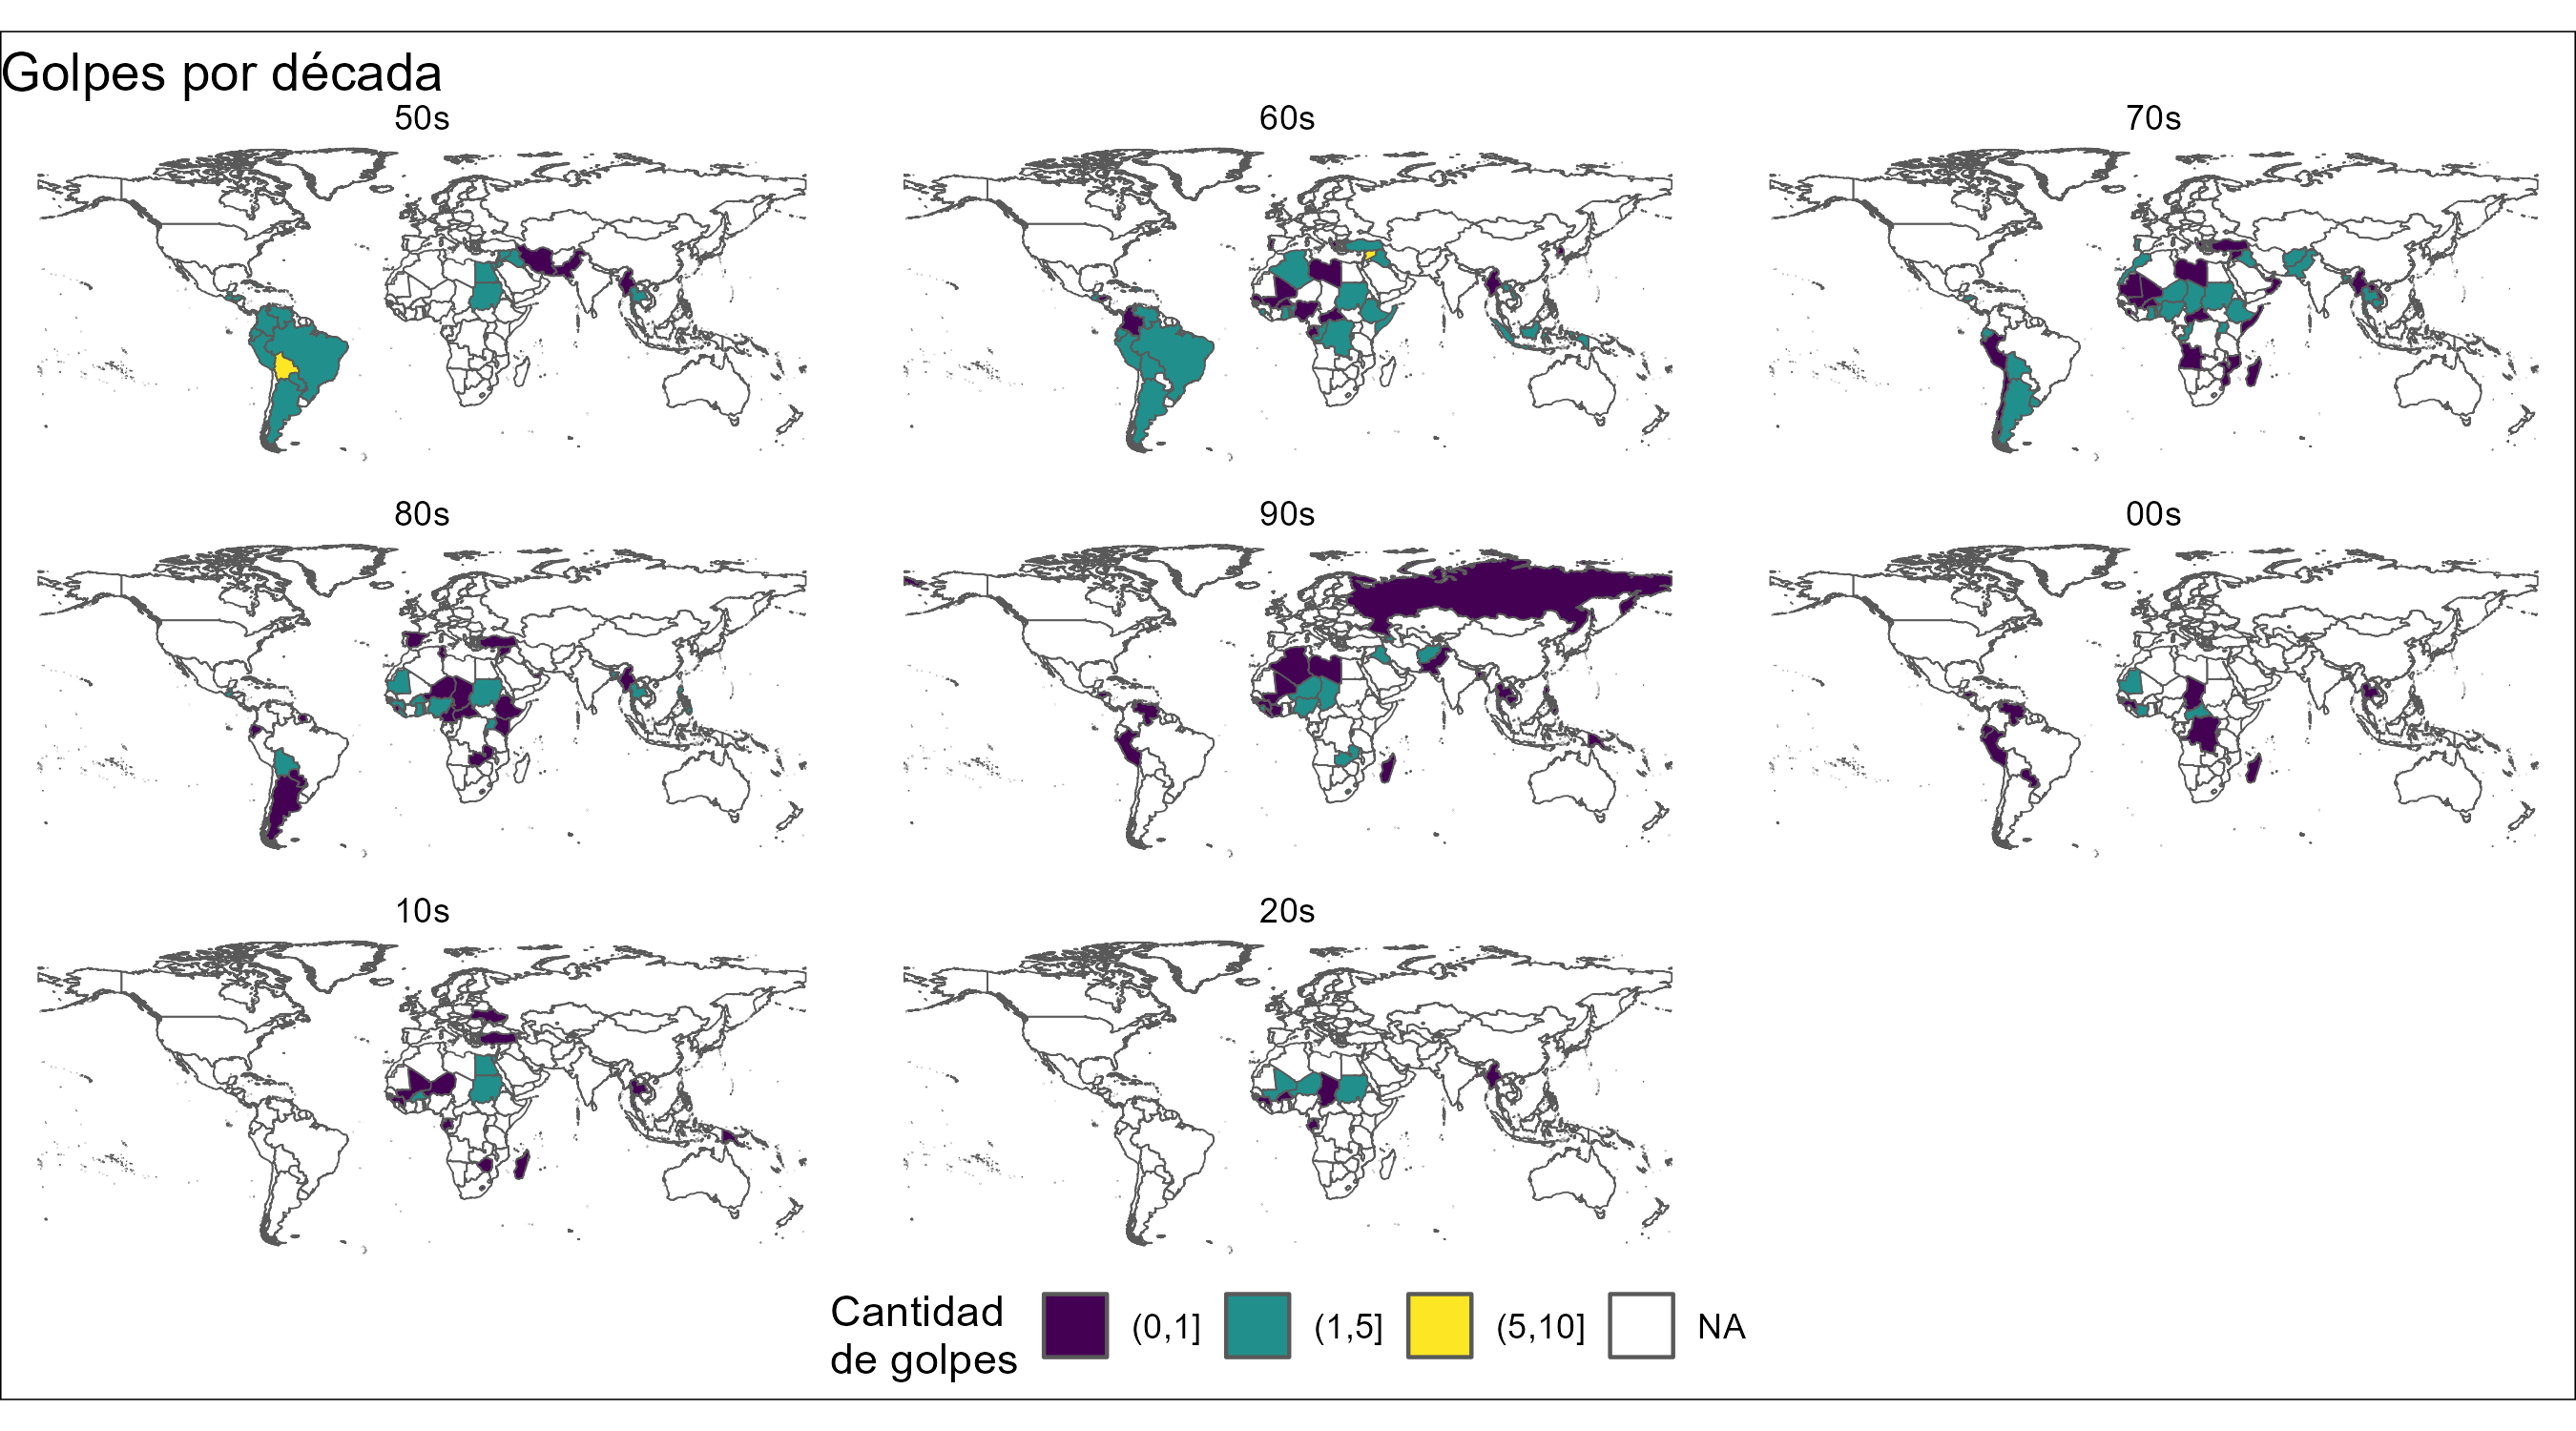 Golpes por década
50s
60s
70s
80s
90s
00s
10s
20s
Cantidad
de golpes
(0,1]
(1,5]
(5,10]
NA